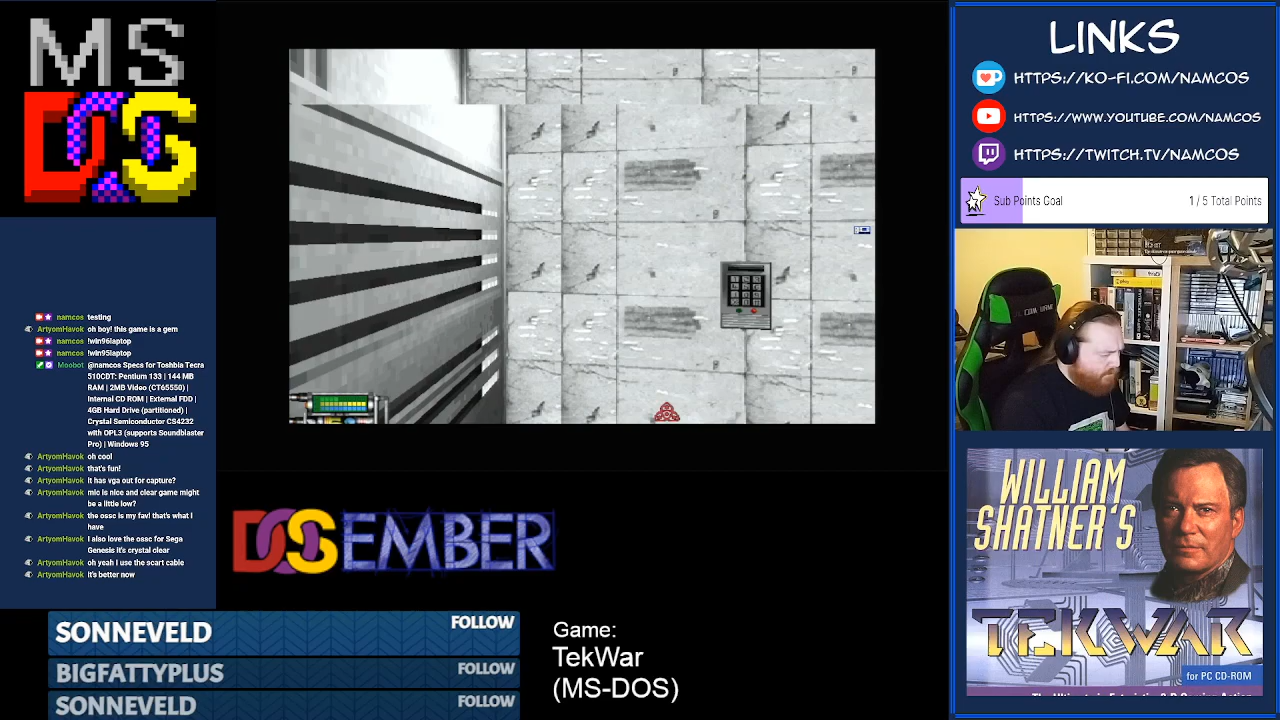 MS
DOS
namcos testing
ArtyomHavok oh boy! this game is a gem
namcos !win96laptop
namcos !win95laptop
Moobot @namcos Specs for Toshbia Tecra
510CDT: Pentium 133 | 144 MB
RAM | 2MB Video (CT65550) |
Internal CD ROM | External FDD |
4GB Hard Drive (partitioned) |
Crystal Semiconductor CS4232
with OPL3 (supports Soundblaster
Pro) | Windows 95
ArtyomHavok oh cool
ArtyomHavok that's fun!
ArtyomHavok it has vga out for capture?
ArtyomHavok mic is nice and clear game might
be a little low?
ArtyomHavok the ossc is my fav! that's what i
have
ArtyomHavok I also love the ossc for Sega
Genesis it's crystal clear
ArtyomHavok oh yeah I use the scart cable
ArtyomHavok it's better now
DOSEMBER
SONNEVELD FOLLOW
BIGFATTYPLUS FOLLOW
SONNEVELD FOLLOW
Game:
TekWar
(MS-DOS)
LINKS
HTTPS://KO-FI.COM/NAMCOS
HTTPS://WWW.YOUTUBE.COM/NAMCOS
HTTPS://TWITCH.TV/NAMCOS
Sub Points Goal 1 / 5 Total Points
WILLIAM
SHATNER'S
TEKWAR
for PC CD-ROM